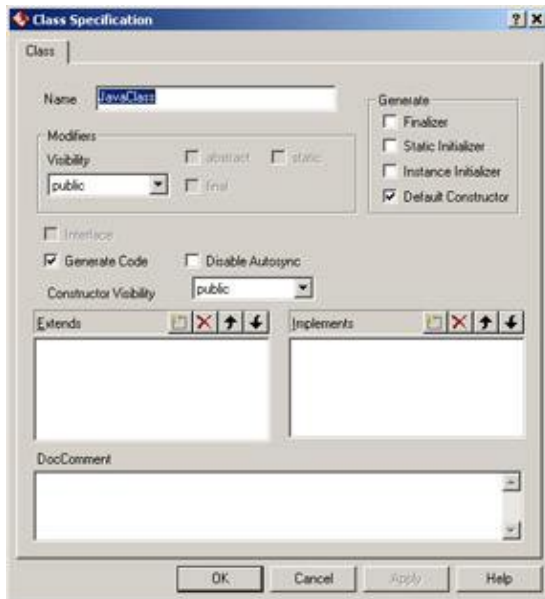 Class Specification
Class
Name JavaClass
Generate
Finalizer
Static Initializer
Instance Initializer
Default Constructor
Modifiers
Visibility
abstract static
public
final
Interface
Generate Code Disable Autosync
Constructor Visibility public
Extends Implements
DocComment
OK Cancel Apply Help